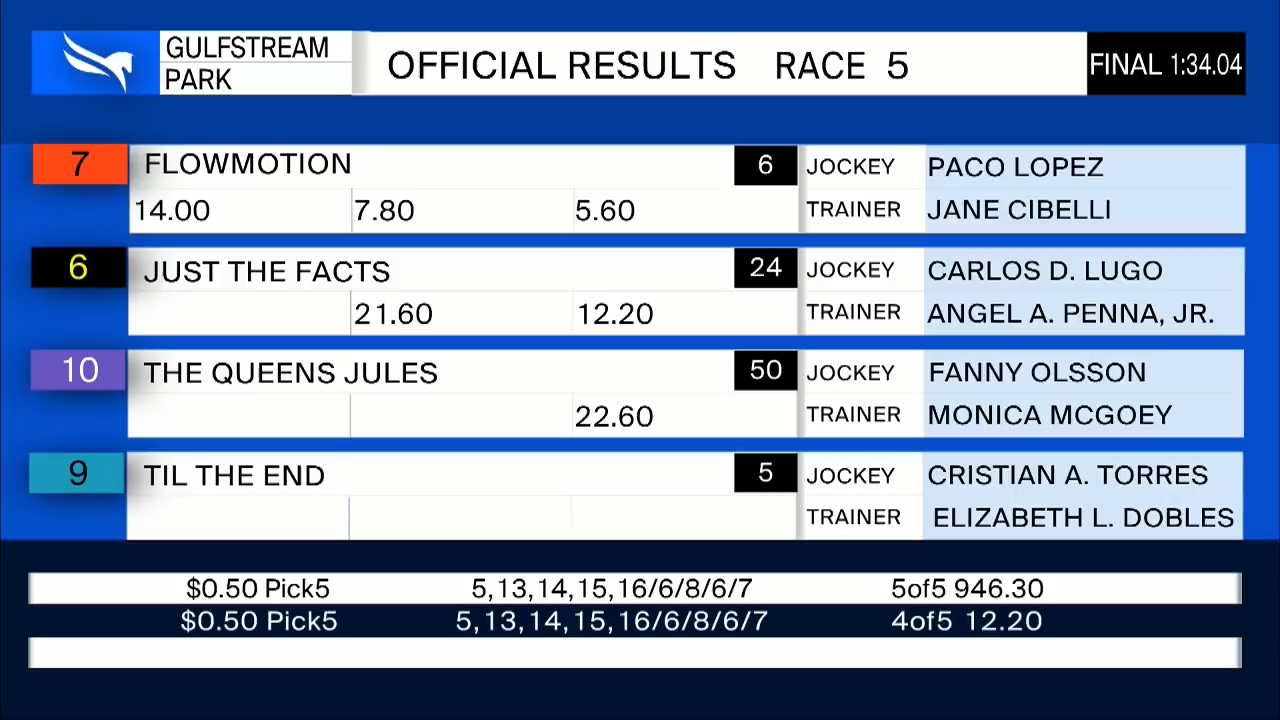 GULFSTREAM
PARK
OFFICIAL RESULTS RACE 5
FINAL 1:34.04
7 FLOWMOTION 6 JOCKEY PACO LOPEZ
14.00 7.80 5.60 TRAINER JANE CIBELLI
6 JUST THE FACTS 24 JOCKEY CARLOS D. LUGO
21.60 12.20 TRAINER ANGEL A. PENNA, JR.
10 THE QUEENS JULES 50 JOCKEY FANNY OLSSON
22.60 TRAINER MONICA MCGOEY
9 TIL THE END 5 JOCKEY CRISTIAN A. TORRES
TRAINER ELIZABETH L. DOBLES
$0.50 Pick5 5,13,14,15,16/6/8/6/7 5of5 946.30
$0.50 Pick5 5,13,14,15,16/6/8/6/7 4of5 12.20